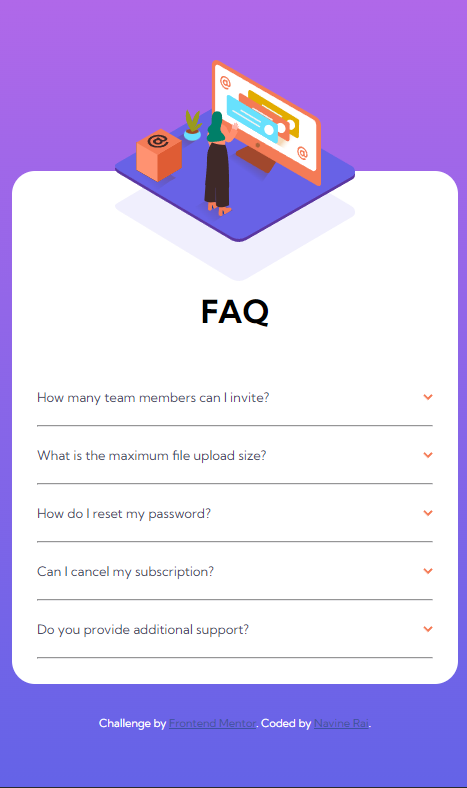 FAQ
How many team members can I invite?
What is the maximum file upload size?
How do I reset my password?
Can I cancel my subscription?
Do you provide additional support?
Challenge by Frontend Mentor. Coded by Navine Rai.